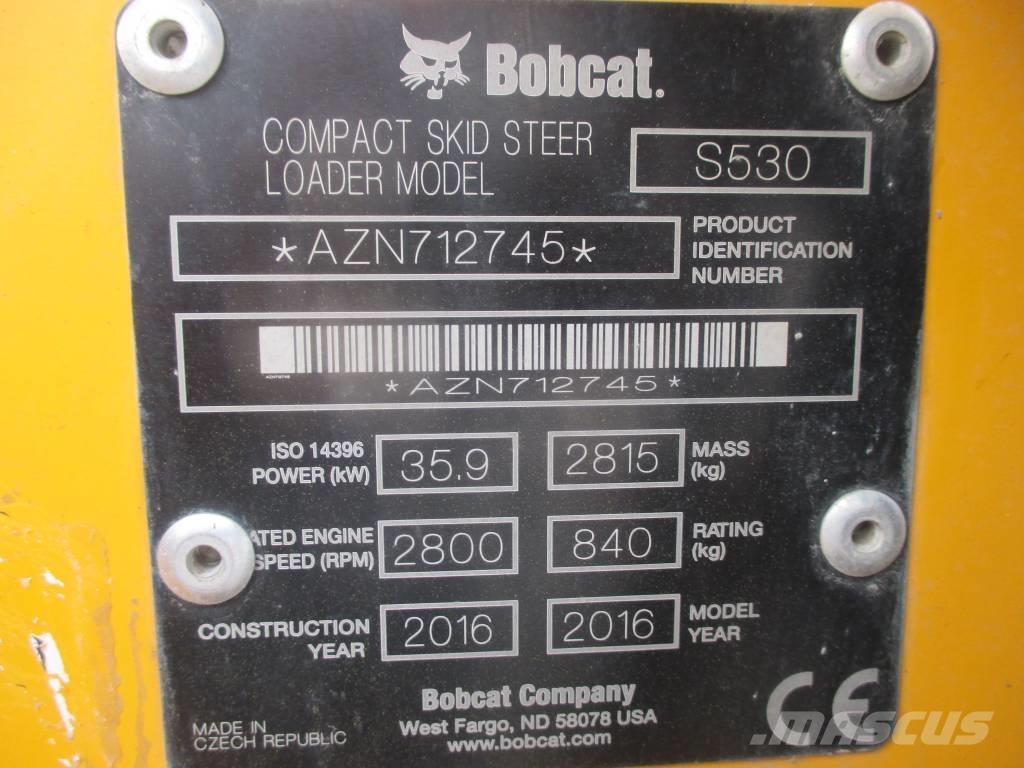 Bobcat.
COMPACT SKID STEER
LOADER MODEL
S530
*AZN712745*
PRODUCT
IDENTIFICATION
NUMBER
*AZN712745*
ISO 14396
POWER (kW)
35.9
2815
MASS
(kg)
ATED ENGINE
SPEED (RPM)
2800
840
RATING
(kg)
CONSTRUCTION
YEAR
2016
2016
MODEL
YEAR
Bobcat Company
West Fargo, ND 58078 USA
www.bobcat.com
MADE IN
CZECH REPUBLIC
CE
MASCUS